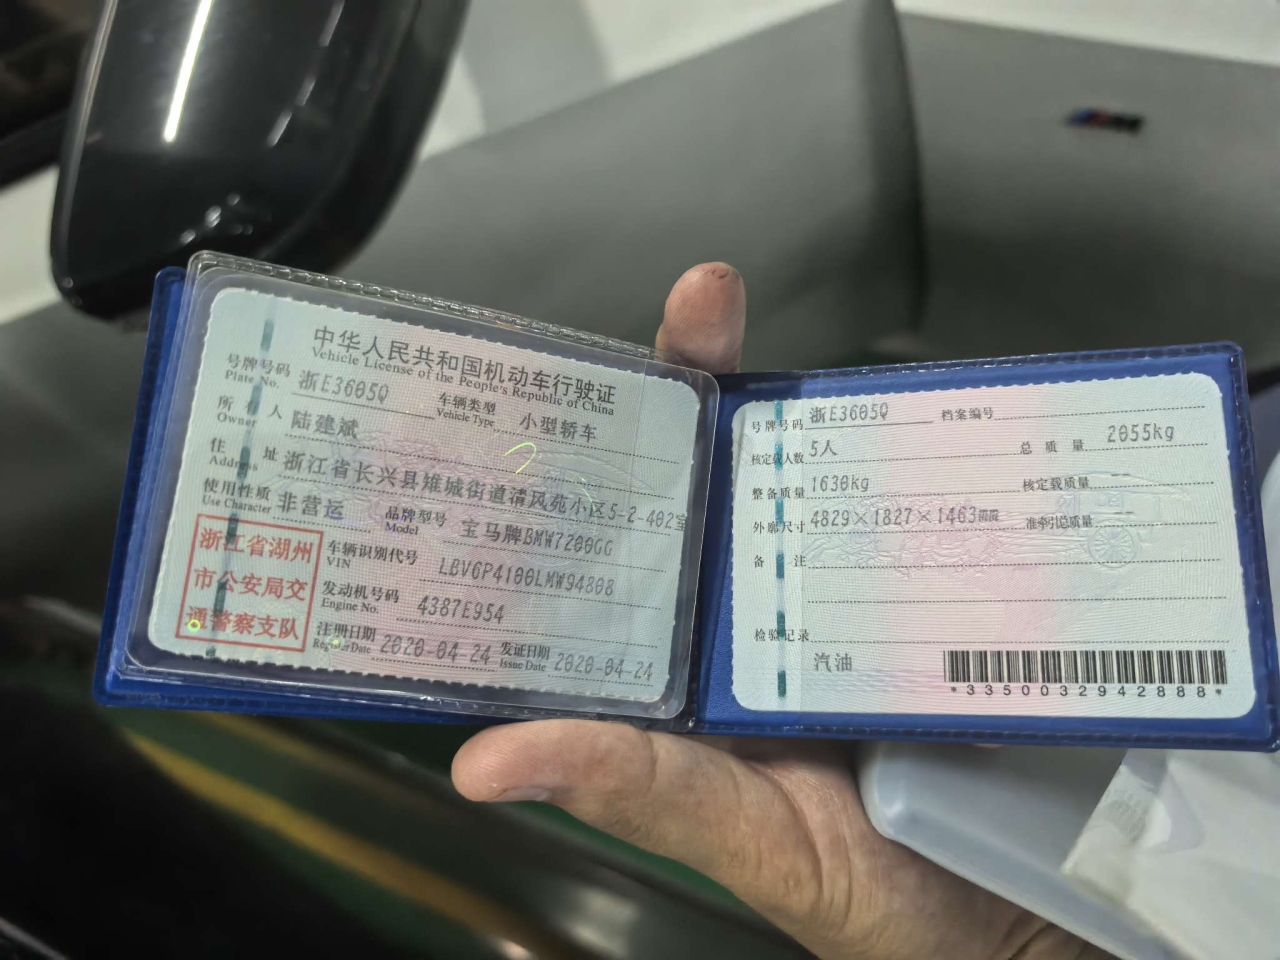 中华人民共和国机动车行驶证
Vehicle License of the People's Republic of China
号牌号码 浙E3605Q 车辆类型 小型轿车
Plate No. Vehicle Type
所有人 陆建斌
Owner
住址 浙江省长兴县雉城街道清风苑小区5-2-402室
Address
使用性质 非营运 品牌型号 宝马牌BMW7200GG
Use Character Model
浙江省湖州
市公安局交
通警察支队
车辆识别代号 LBV6P4100LMW94808
VIN
发动机号码 4387E954
Engine No.
注册日期 2020-04-24 发证日期 2020-04-24
Register Date Issue Date
号牌号码 浙E3605Q 档案编号
核定载人数 5人 总质量 2055kg
整备质量 1630kg 核定载质量
外廓尺寸 4829×1827×1463 准牵引总质量
备注
检验记录
汽油
*3350032942888*